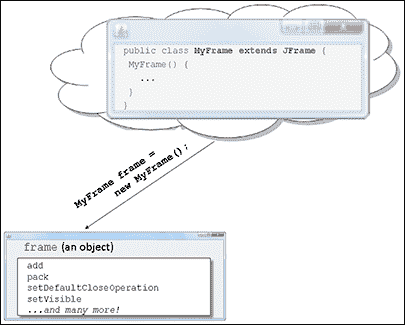 public class MyFrame extends JFrame {
MyFrame() {
...
}
}
MyFrame frame =
new MyFrame();
frame (an object)
add
pack
setDefaultCloseOperation
setVisible
...and many more!